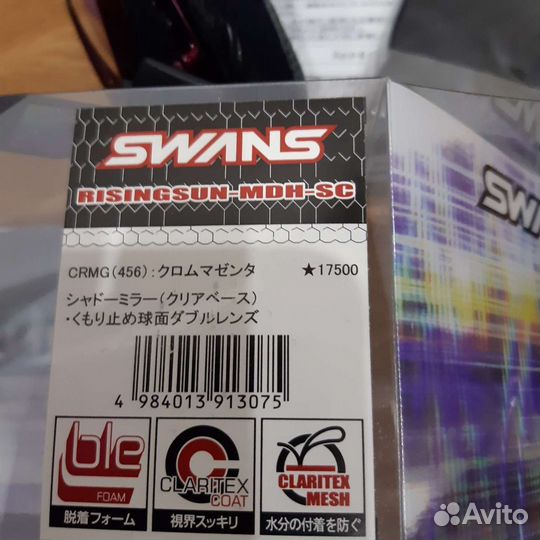 SWANS
RISINGSUN-MDH-SC
CRMG(456):クロムマゼンタ ★17500
シャドーミラー(クリアベース)
・くもり止め球面ダブルレンズ
4 984013 913075
ble
FOAM
脱着フォーム
CLARITEX
COAT
視界スッキリ
CLARITEX
MESH
水分の付着を防ぐ
SWA
Avito